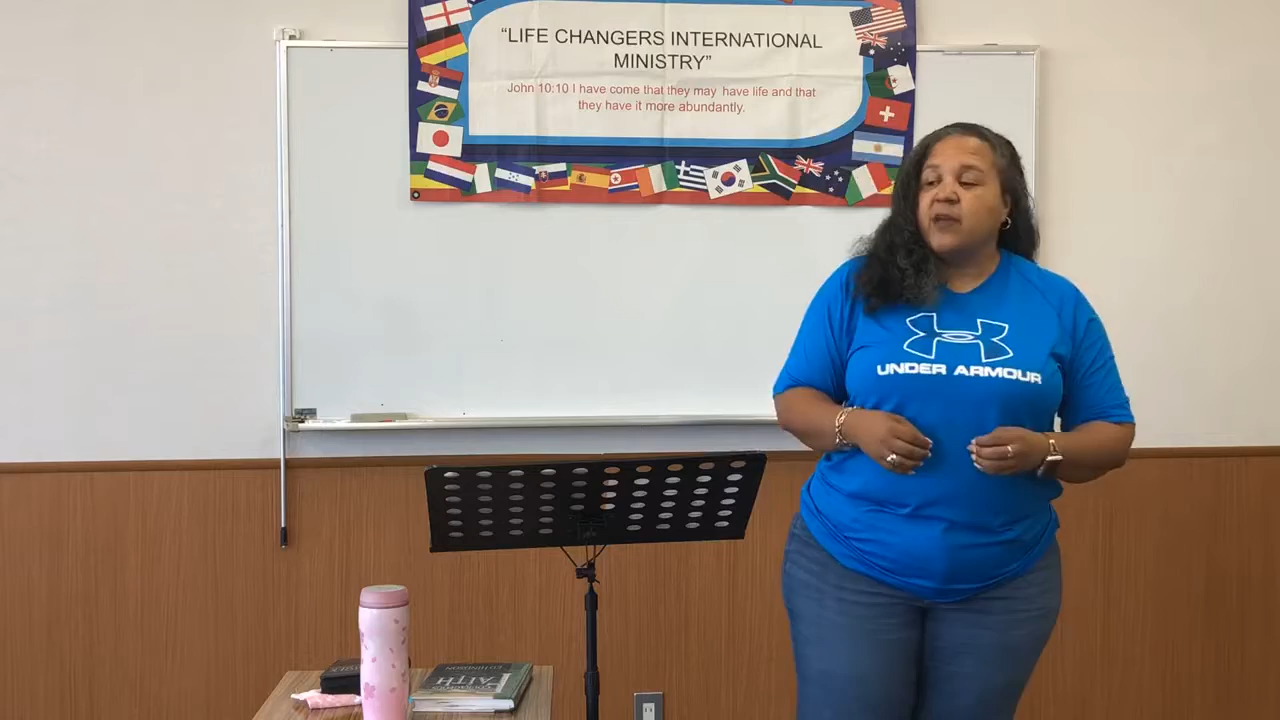 “LIFE CHANGERS INTERNATIONAL
MINISTRY”
John 10:10 I have come that they may have life and that
they have it more abundantly.
UNDER ARMOUR
FAITH